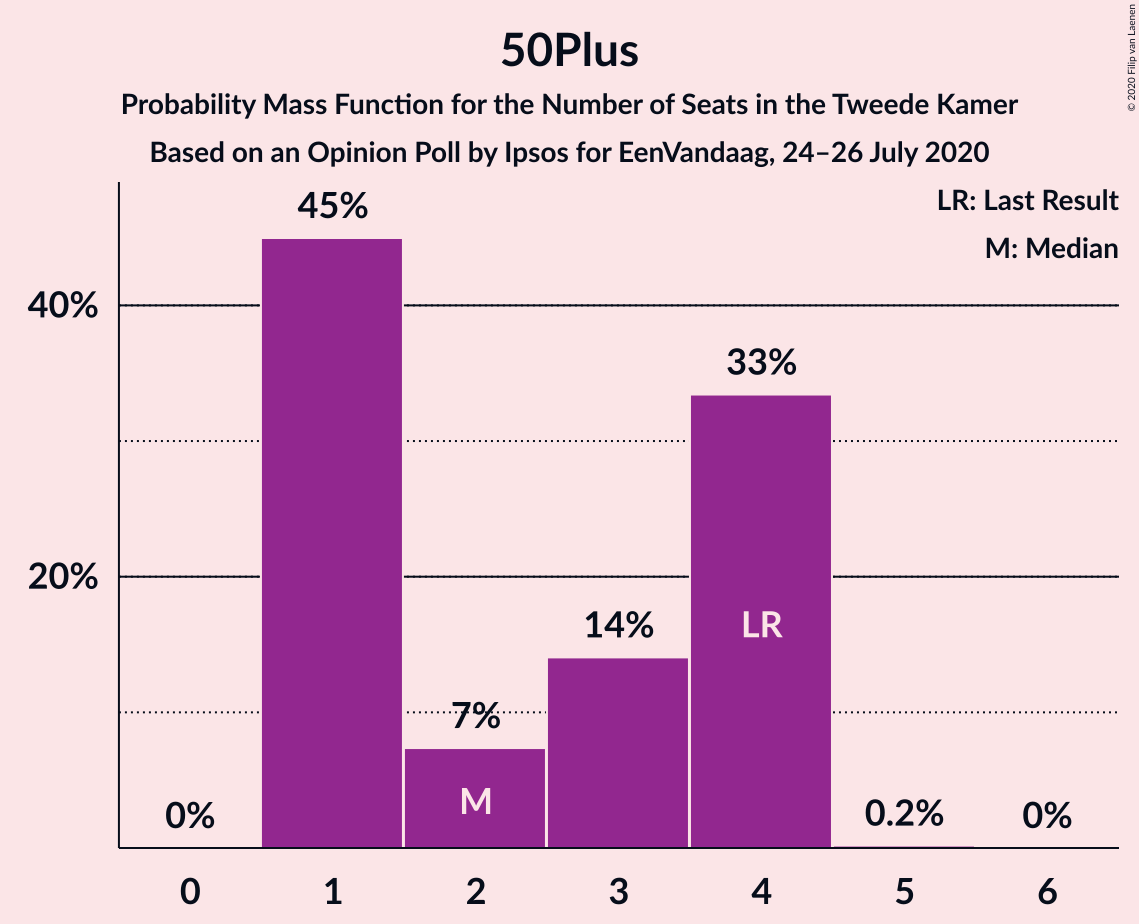 50Plus
Probability Mass Function for the Number of Seats in the Tweede Kamer
Based on an Opinion Poll by Ipsos for EenVandaag, 24–26 July 2020
© 2020 Filip van Laenen
LR: Last Result
M: Median
45%
40%
33%
20%
14%
LR
7%
M
0%
0.2%
0%
0 1 2 3 4 5 6